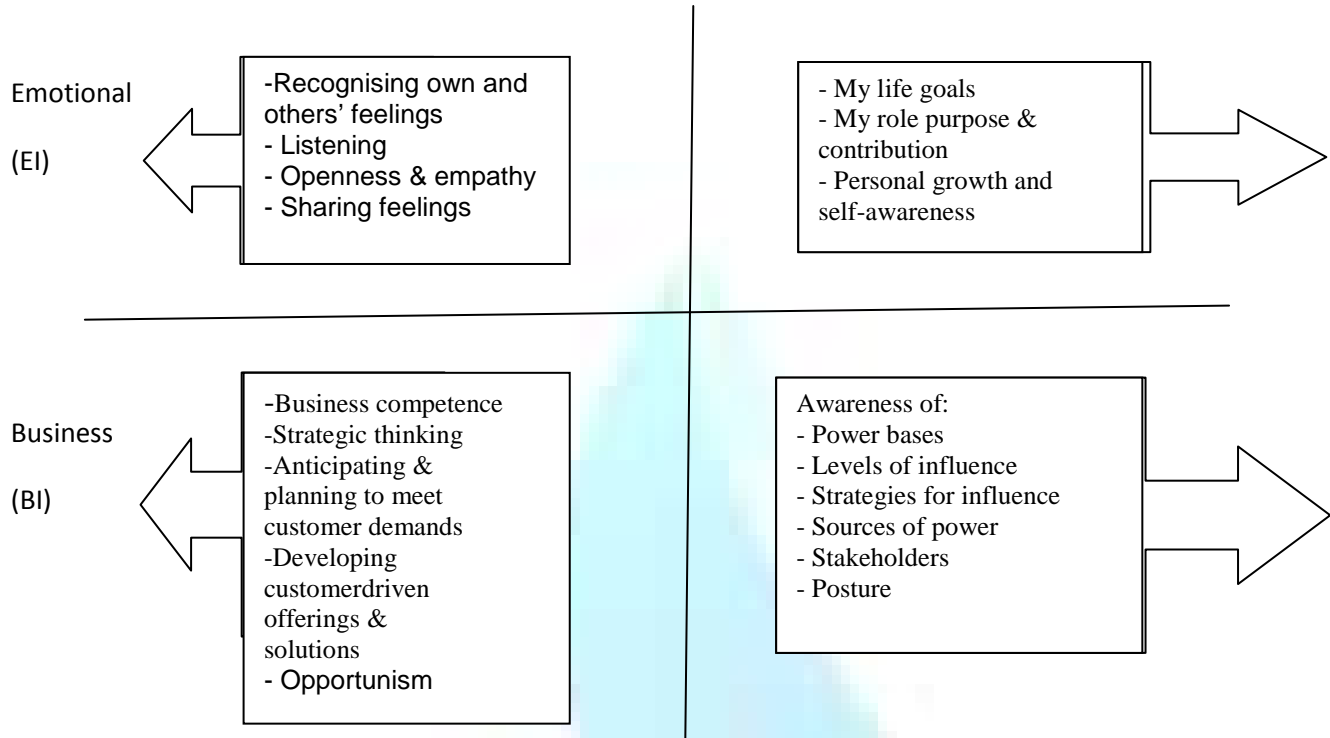 Emotional
(EI)
-Recognising own and
others’ feelings
- Listening
- Openness & empathy
- Sharing feelings
- My life goals
- My role purpose &
contribution
- Personal growth and
self-awareness
Business
(BI)
-Business competence
-Strategic thinking
-Anticipating &
planning to meet
customer demands
-Developing
customerdriven
offerings &
solutions
- Opportunism
Awareness of:
- Power bases
- Levels of influence
- Strategies for influence
- Sources of power
- Stakeholders
- Posture